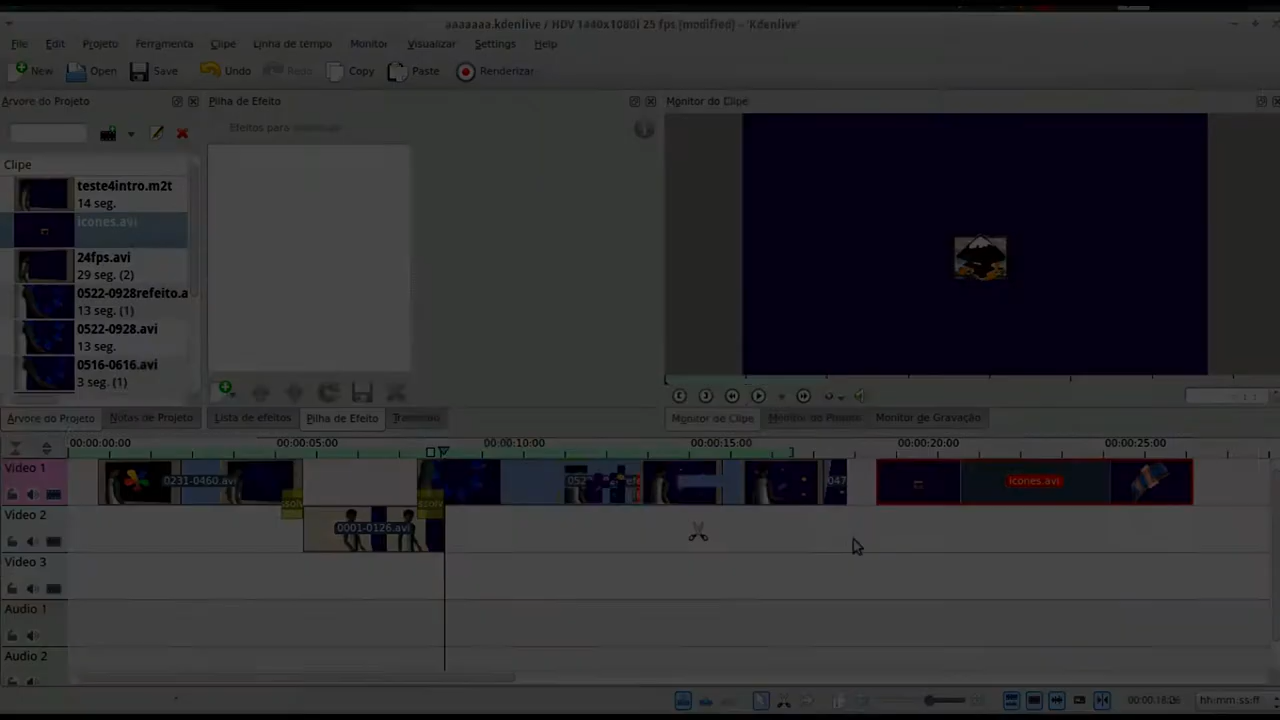 aaaaaaa.kdenlive / HDV 1440x1080i 25 fps [modified] – 'Kdenlive'
File Edit Projeto Ferramenta Clipe Linha de tempo Monitor Visualizar Settings Help
New Open Save Undo Redo Copy Paste Renderizar
Árvore do Projeto
Pilha de Efeito
Monitor do Clipe
Efeitos para
Clipe
teste4intro.m2t
14 seg.
icones.avi
24fps.avi
29 seg. (2)
0522-0928refeito.a
13 seg. (1)
0522-0928.avi
13 seg.
0516-0616.avi
3 seg. (1)
Árvore do Projeto Notas de Projeto Lista de efeitos Pilha de Efeito Transição Monitor de Clipe Monitor do Projeto Monitor de Gravação
00:00:00:00 00:00:05:00 00:00:10:00 00:00:15:00 00:00:20:00 00:00:25:00
Video 1
0231-0460.avi
052
047
icones.avi
Video 2
0001-0126.avi
Video 3
Audio 1
Audio 2
hh:mm:ss:ff